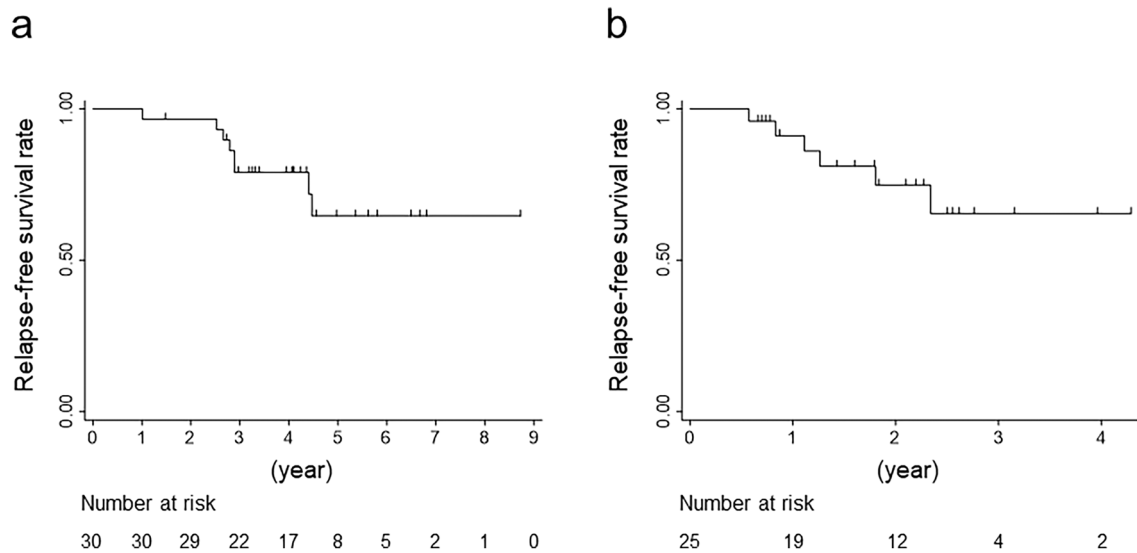 a
Relapse-free survival rate
1.00
0.50
0.00
0 1 2 3 4 5 6 7 8 9
(year)
Number at risk
30 30 29 22 17 8 5 2 1 0
b
Relapse-free survival rate
1.00
0.50
0.00
0 1 2 3 4
(year)
Number at risk
25 19 12 4 2